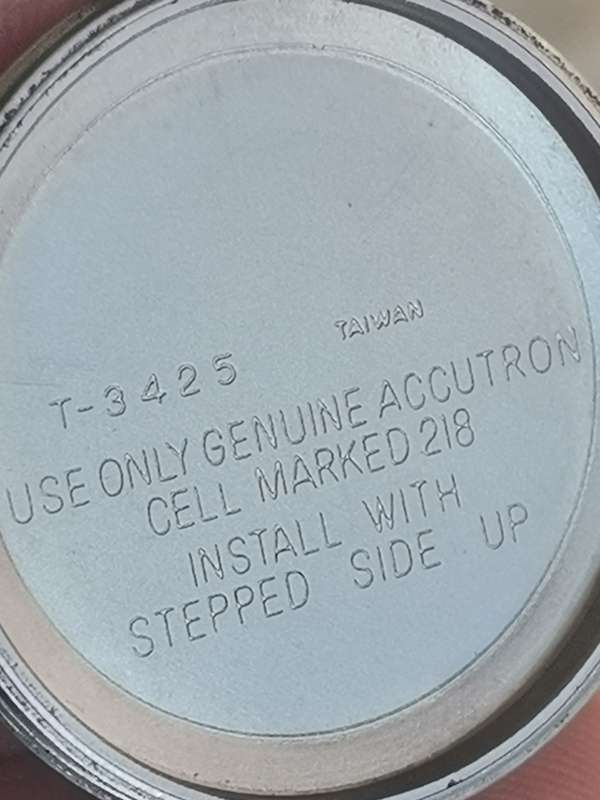 TAIWAN
T-3425
USE ONLY GENUINE ACCUTRON
CELL MARKED 218
INSTALL WITH
STEPPED SIDE UP